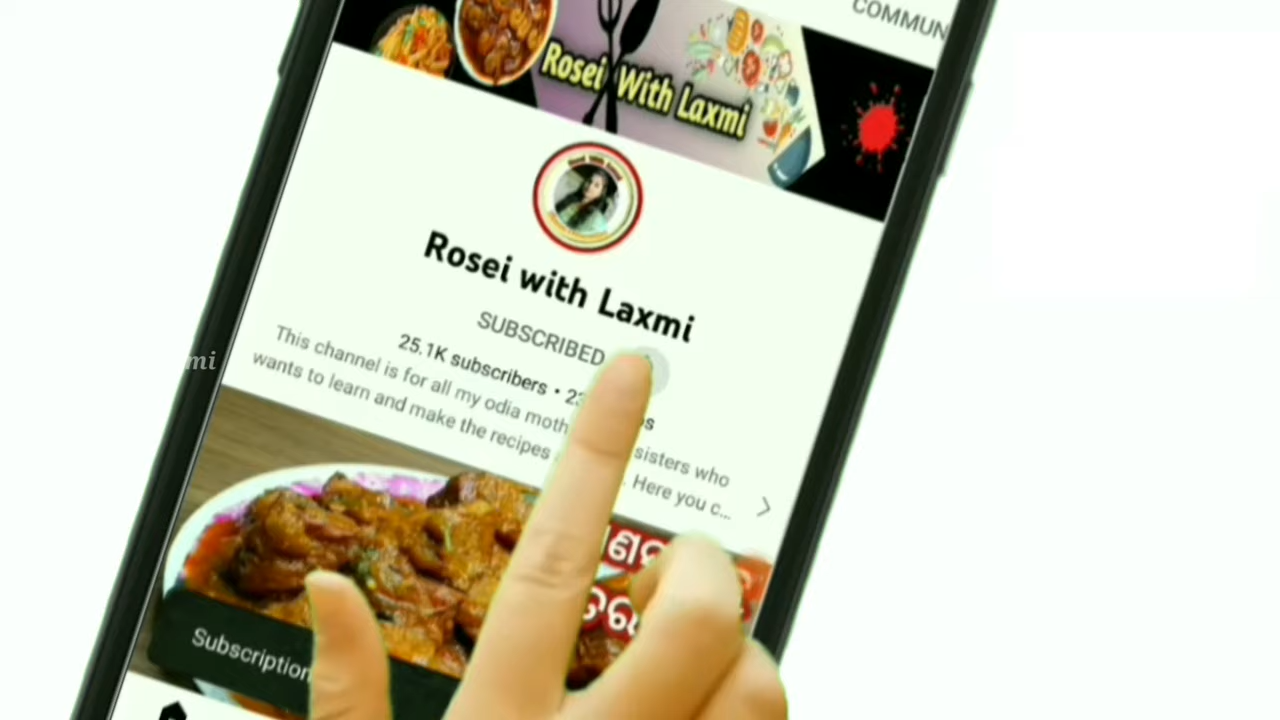 COMMUN
Rosei With Laxmi
Rosei with Laxmi
SUBSCRIBED
25.1K subscribers •
This channel is for all my odia sisters who
wants to learn and make the recipes . Here you c...
mi
Subscription